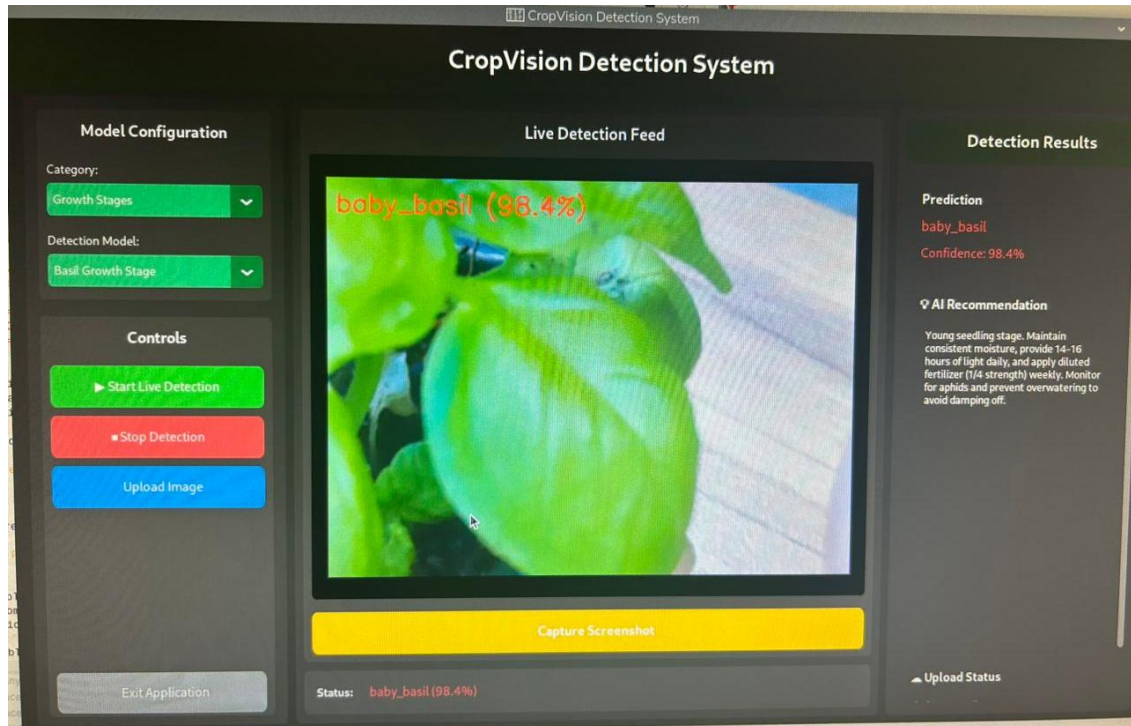 CropVision Detection System
CropVision Detection System
Model Configuration
Category:
Growth Stages
Detection Model:
Basil Growth Stage
Controls
▶ Start Live Detection
■ Stop Detection
Upload Image
Exit Application
Live Detection Feed
baby_basil (98.4%)
Capture Screenshot
Status: baby_basil (98.4%)
Detection Results
Prediction
baby_basil
Confidence: 98.4%
AI Recommendation
Young seedling stage. Maintain
consistent moisture, provide 14-16
hours of light daily, and apply diluted
fertilizer (1/4 strength) weekly. Monitor
for aphids and prevent overwatering to
avoid damping off.
Upload Status